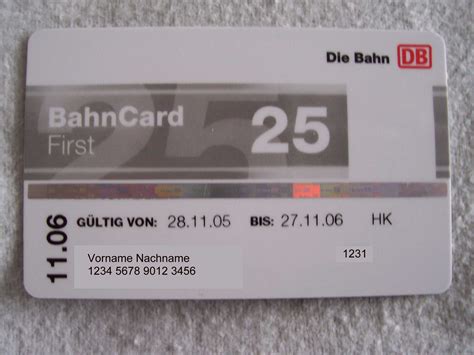 Die Bahn DB
25
BahnCard 25
First
11.06
GÜLTIG VON: 28.11.05 BIS: 27.11.06 HK
Vorname Nachname 1231
1234 5678 9012 3456